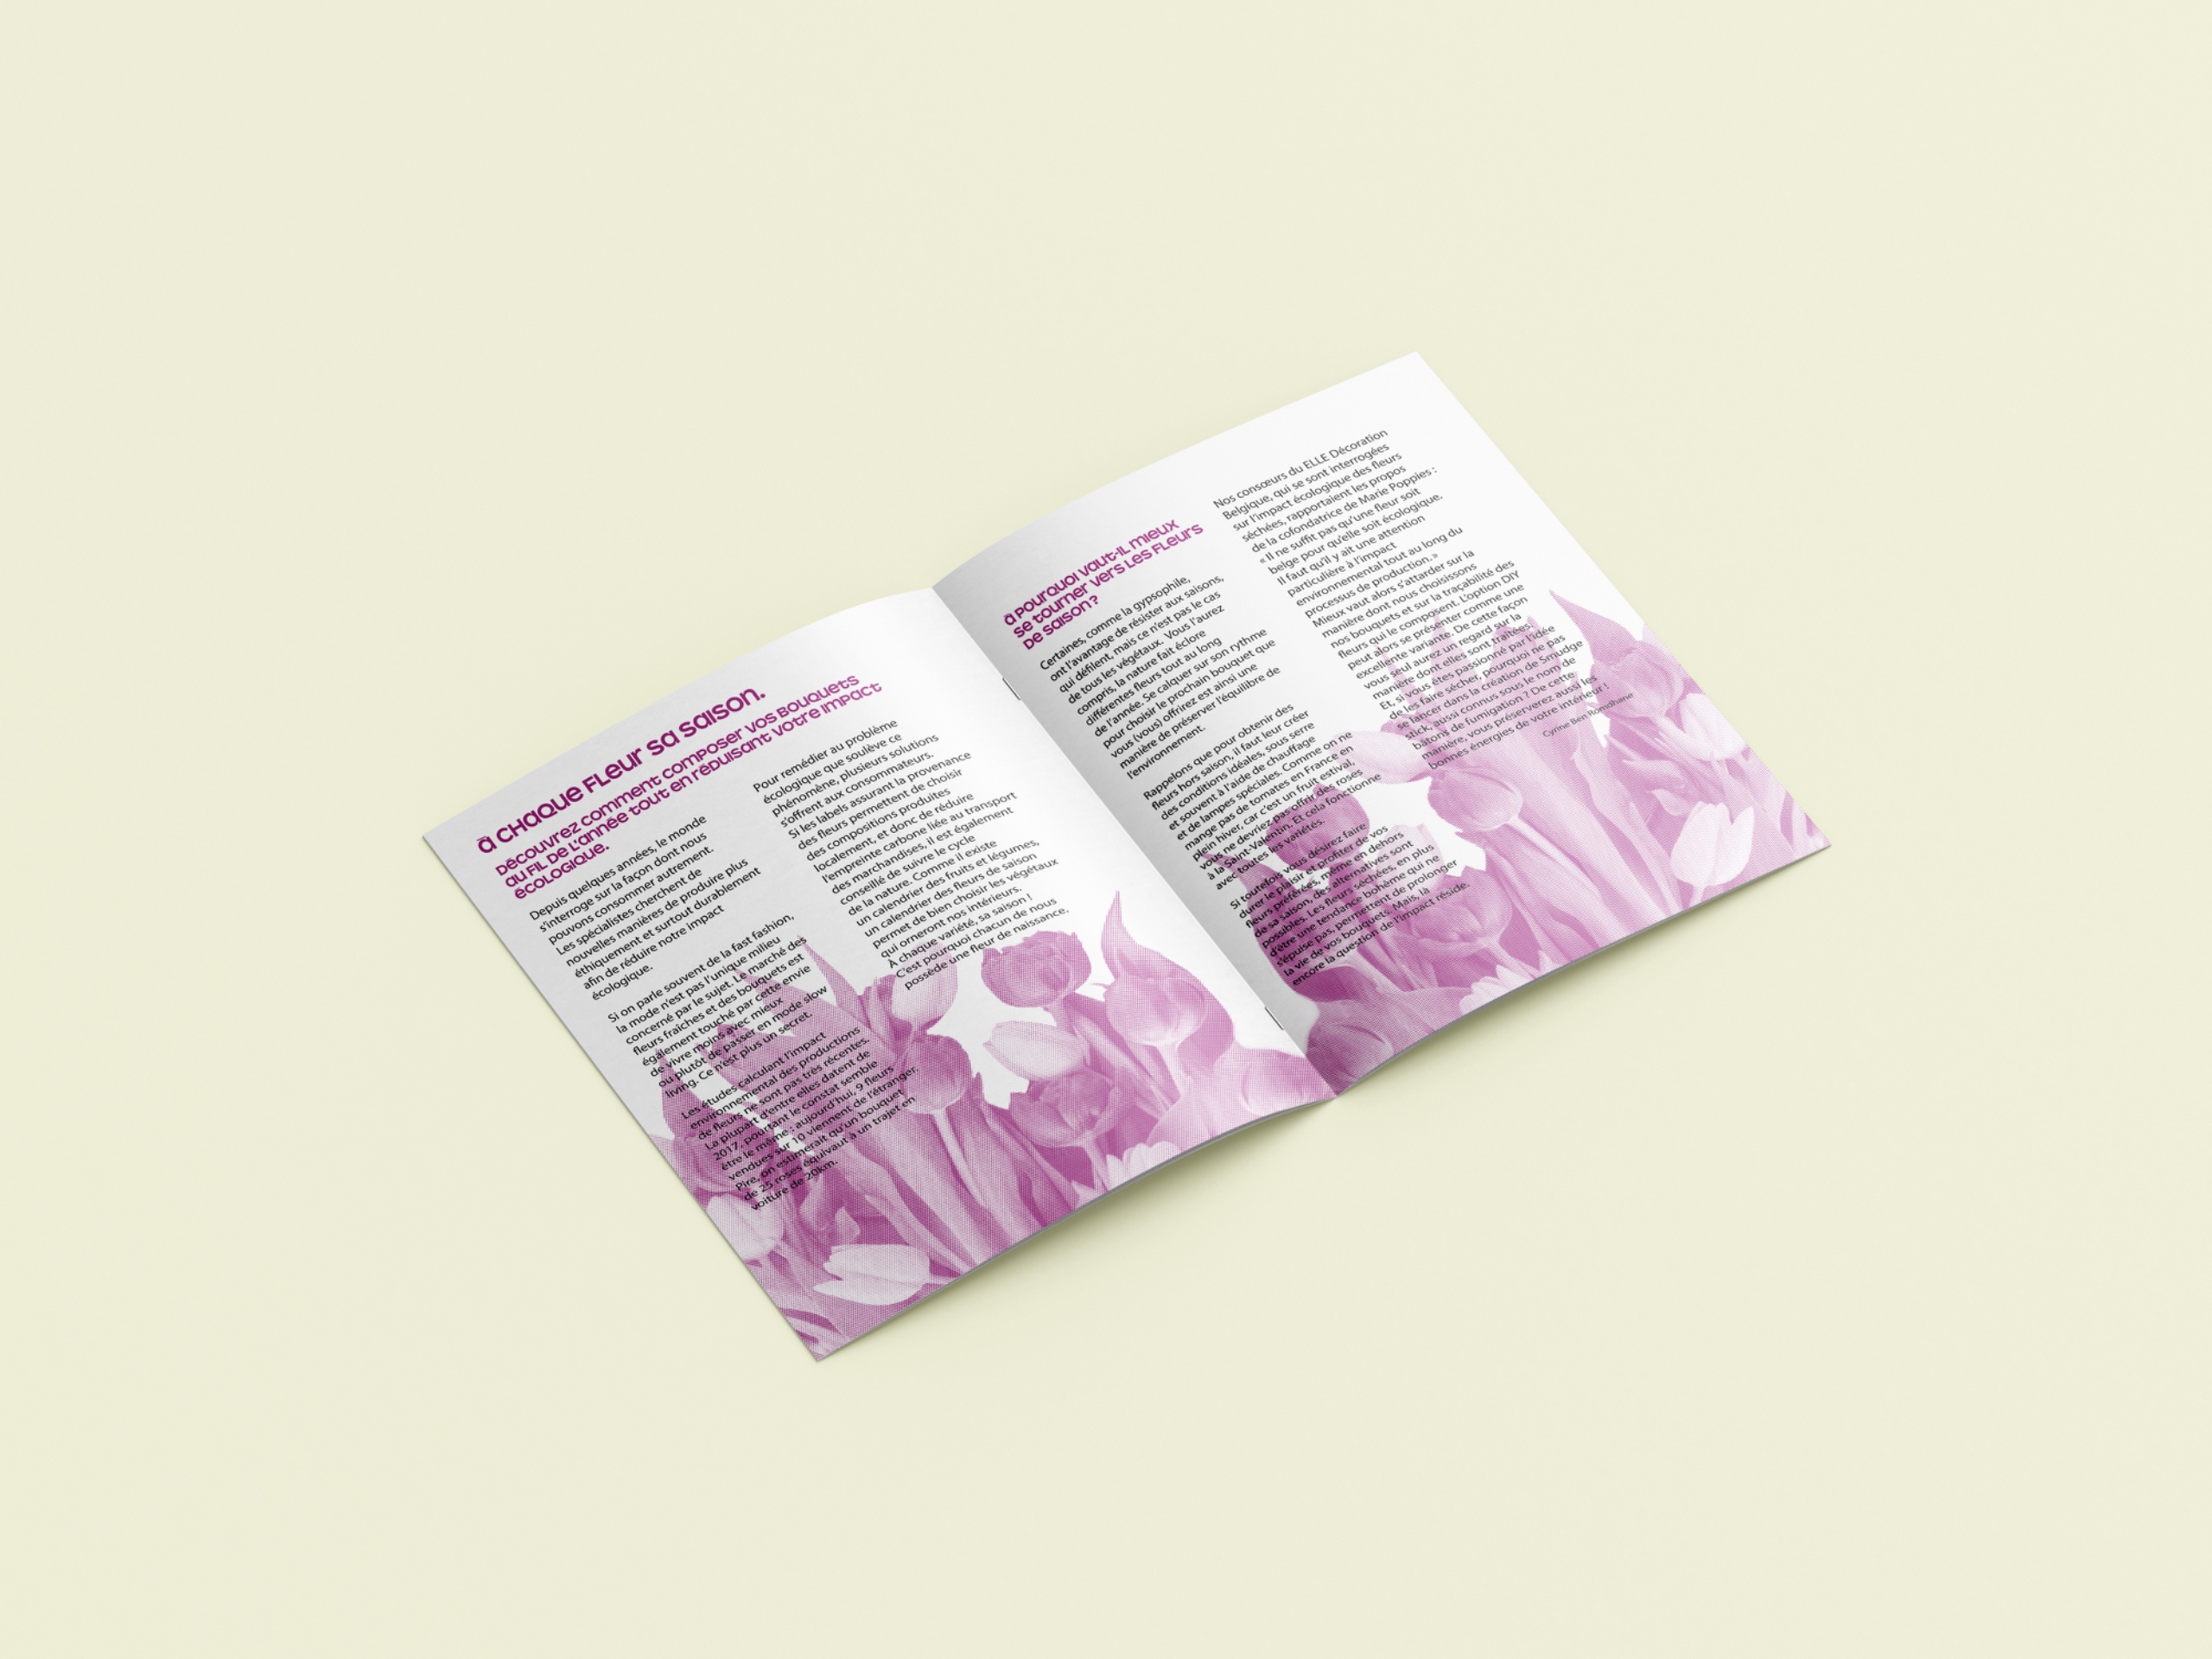 à chaque fleur sa saison.
Découvrez comment composer vos bouquets
au fil de l'année tout en réduisant votre impact
écologique.
Depuis quelques années, le monde
s'interroge sur la façon dont nous
pouvons consommer autrement.
Les spécialistes cherchent de
nouvelles manières de produire plus
éthiquement et surtout durablement
afin de réduire notre impact
écologique.
Si on parle souvent de la fast fashion,
la mode n'est pas l'unique milieu
concerné par le sujet. Le marché des
fleurs fraîches et des bouquets est
également touché par cette envie
de vivre moins avec mieux
ou plutôt de passer en mode slow
living. Ce n'est plus un secret.
Les études calculant l'impact
environnemental des productions
de fleurs ne sont pas très récentes.
La plupart d'entre elles datent de
2017, pourtant le constat semble
être le même : aujourd'hui, 9 fleurs
vendues sur 10 viennent de l'étranger.
Pire, on estimerait qu'un bouquet
de 25 roses équivaut à un trajet en
voiture de 20km.
Pour remédier au problème
écologique que soulève ce
phénomène, plusieurs solutions
s'offrent aux consommateurs.
Si les labels assurant la provenance
des fleurs permettent de choisir
des compositions produites
localement, et donc de réduire
l'empreinte carbone liée au transport
des marchandises, il est également
conseillé de suivre le cycle
de la nature. Comme il existe
un calendrier des fruits et légumes,
un calendrier des fleurs de saison
permet de bien choisir les végétaux
qui orneront nos intérieurs.
À chaque variété, sa saison !
C'est pourquoi chacun de nous
possède une fleur de naissance.
à pourquoi vaut-il mieux
se tourner vers les fleurs
de saison ?
Certaines, comme la gypsophile,
ont l'avantage de résister aux saisons,
qui défilent, mais ce n'est pas le cas
de tous les végétaux. Vous l'aurez
compris, la nature fait éclore
différentes fleurs tout au long
de l'année. Se calquer sur son rythme
pour choisir le prochain bouquet que
vous (vous) offrirez est ainsi une
manière de préserver l'équilibre de
l'environnement.
Rappelons que pour obtenir des
fleurs hors saison, il faut leur créer
des conditions idéales, sous serre
et souvent à l'aide de chauffage
et de lampes spéciales. Comme on ne
mange pas de tomates en France en
plein hiver, car c'est un fruit estival,
vous ne devriez pas offrir des roses
à la Saint-Valentin. Et cela fonctionne
avec toutes les variétés.
Si toutefois vous désirez faire
durer le plaisir et profiter de vos
fleurs préférées, même en dehors
de sa saison, des alternatives sont
possibles. Les fleurs séchées, en plus
d'être une tendance bohème qui ne
s'épuise pas, permettent de prolonger
la vie de vos bouquets. Mais, là
encore la question de l'impact réside.
Nos consœurs du ELLE Décoration
Belgique, qui se sont interrogées
sur l'impact écologique des fleurs
séchées, rapportaient les propos
de la cofondatrice de Marie Poppies :
« Il ne suffit pas qu'une fleur soit
belge pour qu'elle soit écologique.
Il faut qu'il y ait une attention
particulière à l'impact
environnemental tout au long du
processus de production. »
Mieux vaut alors s'attarder sur la
manière dont nous choisissons
nos bouquets et sur la traçabilité des
fleurs qui le composent. L'option DIY
peut alors se présenter comme une
excellente variante. De cette façon
vous seul aurez un regard sur la
manière dont elles sont traitées.
Et, si vous êtes passionné par l'idée
de les faire sécher, pourquoi ne pas
se lancer dans la création de Smudge
stick, aussi connus sous le nom de
bâtons de fumigation ? De cette
manière, vous préserverez aussi les
bonnes énergies de votre intérieur !
Cyrine Ben Romdhane